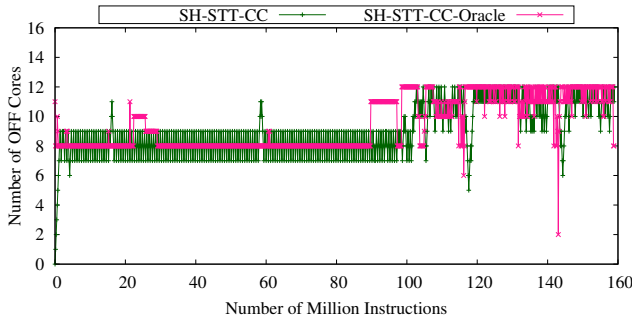 SH-STT-CC SH-STT-CC-Oracle
16
14
12
10
8
6
4
2
0
Number of OFF Cores
0 20 40 60 80 100 120 140 160
Number of Million Instructions